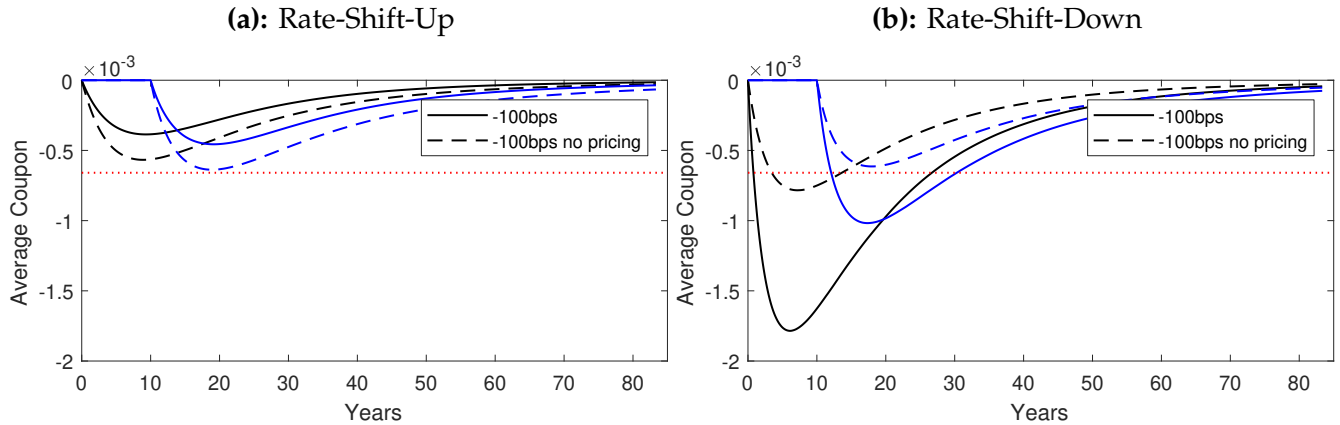 (a): Rate-Shift-Up
×10⁻³
0
-0.5
-1
-1.5
-2
Average Coupon
-100bps
-100bps no pricing
0 10 20 30 40 50 60 70 80
Years
(b): Rate-Shift-Down
×10⁻³
0
-0.5
-1
-1.5
-2
Average Coupon
-100bps
-100bps no pricing
0 10 20 30 40 50 60 70 80
Years